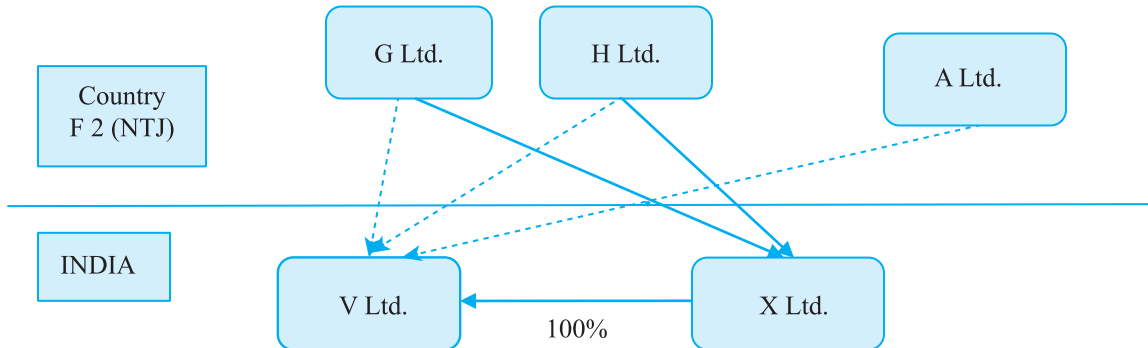 G Ltd.
H Ltd.
A Ltd.
Country
F 2 (NTJ)
INDIA
V Ltd.
X Ltd.
100%